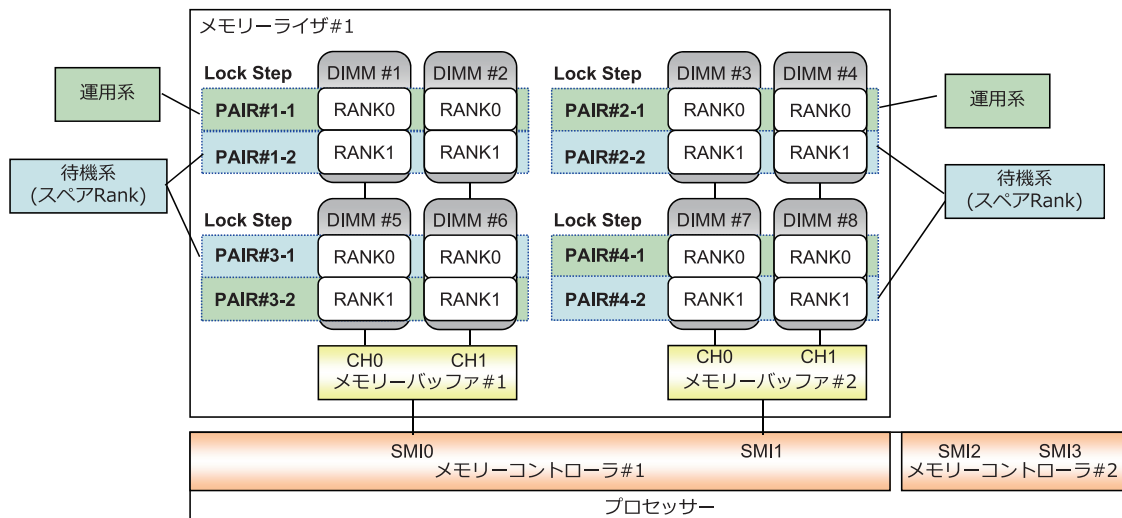 メモリーライザ#1
運用系
待機系
(スペアRank)
Lock Step
DIMM #1
DIMM #2
PAIR#1-1
RANK0
RANK0
PAIR#1-2
RANK1
RANK1
Lock Step
DIMM #3
DIMM #4
PAIR#2-1
RANK0
RANK0
PAIR#2-2
RANK1
RANK1
運用系
待機系
(スペアRank)
Lock Step
DIMM #5
DIMM #6
PAIR#3-1
RANK0
RANK0
PAIR#3-2
RANK1
RANK1
Lock Step
DIMM #7
DIMM #8
PAIR#4-1
RANK0
RANK0
PAIR#4-2
RANK1
RANK1
CH0
CH1
メモリーバッファ#1
CH0
CH1
メモリーバッファ#2
SMI0
SMI1
メモリーコントローラ#1
SMI2
SMI3
メモリーコントローラ#2
プロセッサー